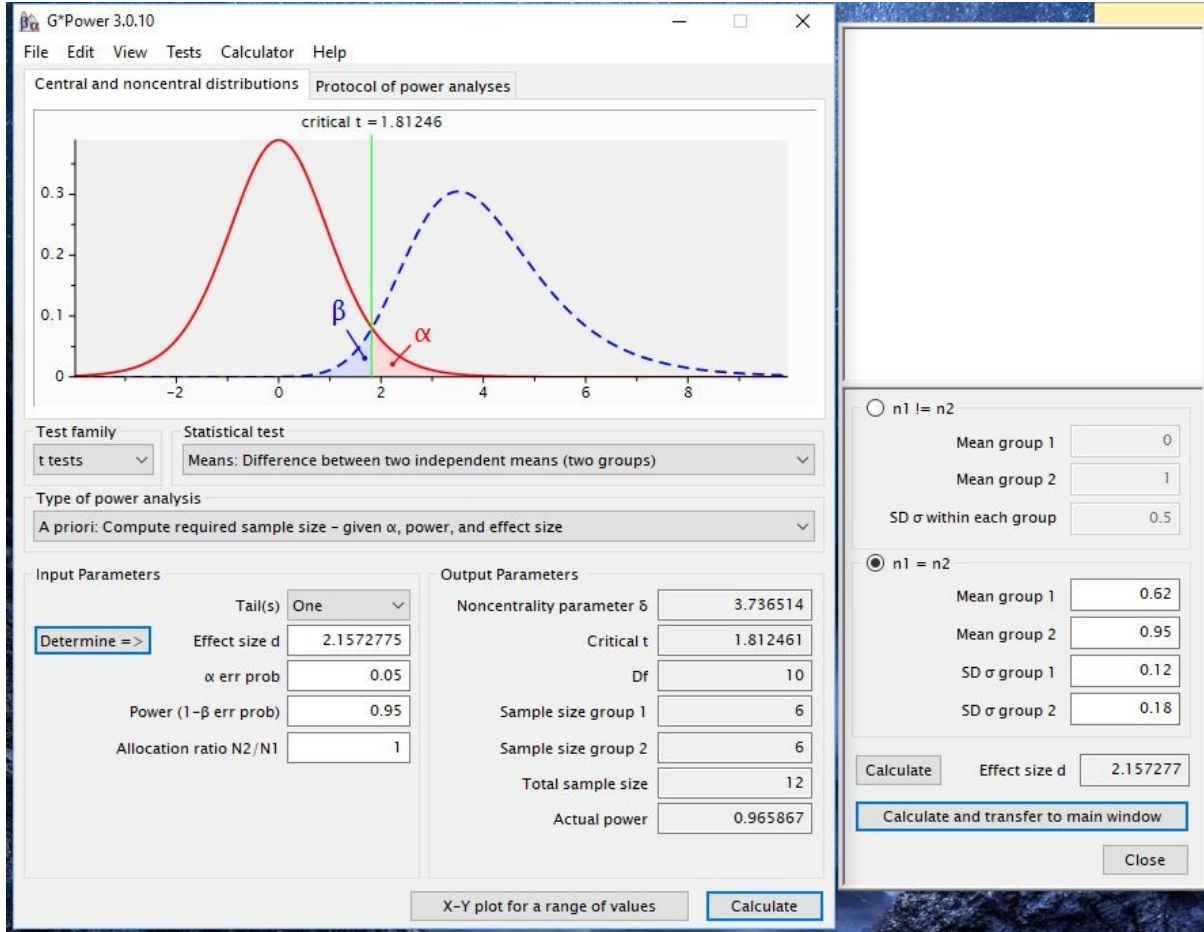 G*Power 3.0.10
File Edit View Tests Calculator Help
Central and noncentral distributions Protocol of power analyses
critical t = 1.81246
0.3
0.2
0.1
0
β
α
-2 0 2 4 6 8
Test family Statistical test
t tests Means: Difference between two independent means (two groups)
Type of power analysis
A priori: Compute required sample size – given α, power, and effect size
Input Parameters
Tail(s) One
Determine => Effect size d 2.1572775
α err prob 0.05
Power (1-β err prob) 0.95
Allocation ratio N2/N1 1
Output Parameters
Noncentrality parameter δ 3.736514
Critical t 1.812461
Df 10
Sample size group 1 6
Sample size group 2 6
Total sample size 12
Actual power 0.965867
X-Y plot for a range of values Calculate
n1 != n2
Mean group 1 0
Mean group 2 1
SD σ within each group 0.5
n1 = n2
Mean group 1 0.62
Mean group 2 0.95
SD σ group 1 0.12
SD σ group 2 0.18
Calculate Effect size d 2.157277
Calculate and transfer to main window
Close